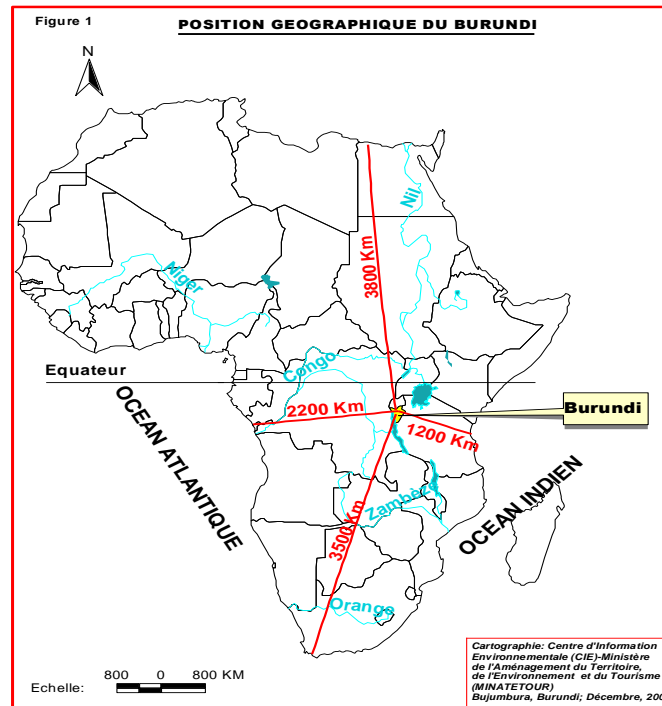 Figure 1
POSITION GEOGRAPHIQUE DU BURUNDI
N
Nil
3800 Km
Niger
Congo
Equateur
2200 Km
Burundi
1200 Km
OCEAN ATLANTIQUE
OCEAN INDIEN
Zambèze
3500 Km
Orange
Cartographie: Centre d'Information
Environnementale (CIE)-Ministère
de l'Aménagement du Territoire,
de l'Environnement et du Tourisme
(MINATETOUR)
Bujumbura, Burundi; Décembre, 200
800 0 800 KM
Echelle: